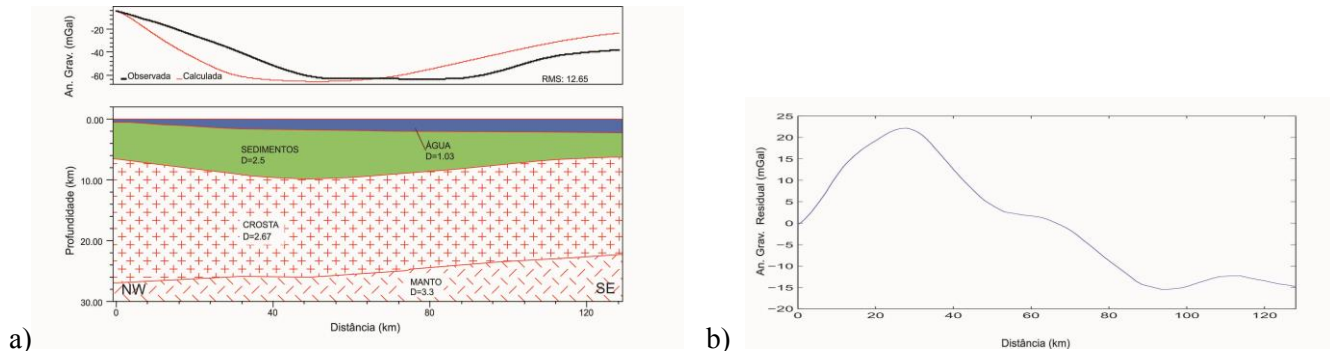 a)
An. Grav. (mGal)
-20
-40
-60
Observada
Calculada
RMS: 12.65
Profundidade (km)
0.00
10.00
20.00
30.00
SEDIMENTOS
D=2.5
ÁGUA
D=1.03
CROSTA
D=2.67
MANTO
D=3.3
NW
SE
0
40
80
120
Distância (km)
b)
An. Grav. Residual (mGal)
25
20
15
10
5
0
-5
-10
-15
-20
0
20
40
60
80
100
120
Distância (km)